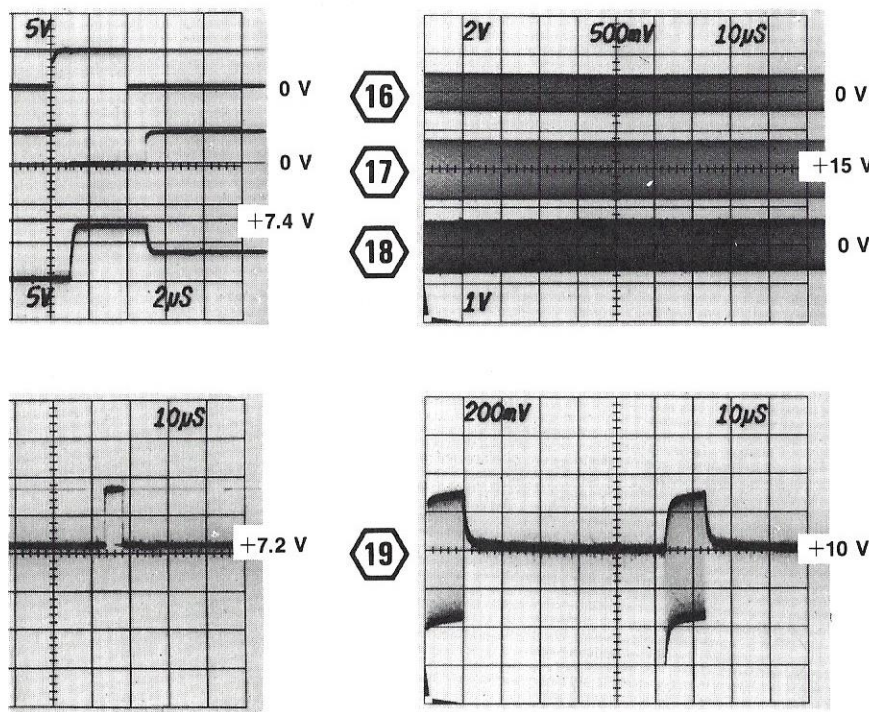 5V
0 V
0 V
+7.4 V
5V 2µS
2V 500mV 10µS
16 0 V
17 +15 V
18 0 V
1V
10µS
+7.2 V
200mV 10µS
19 +10 V